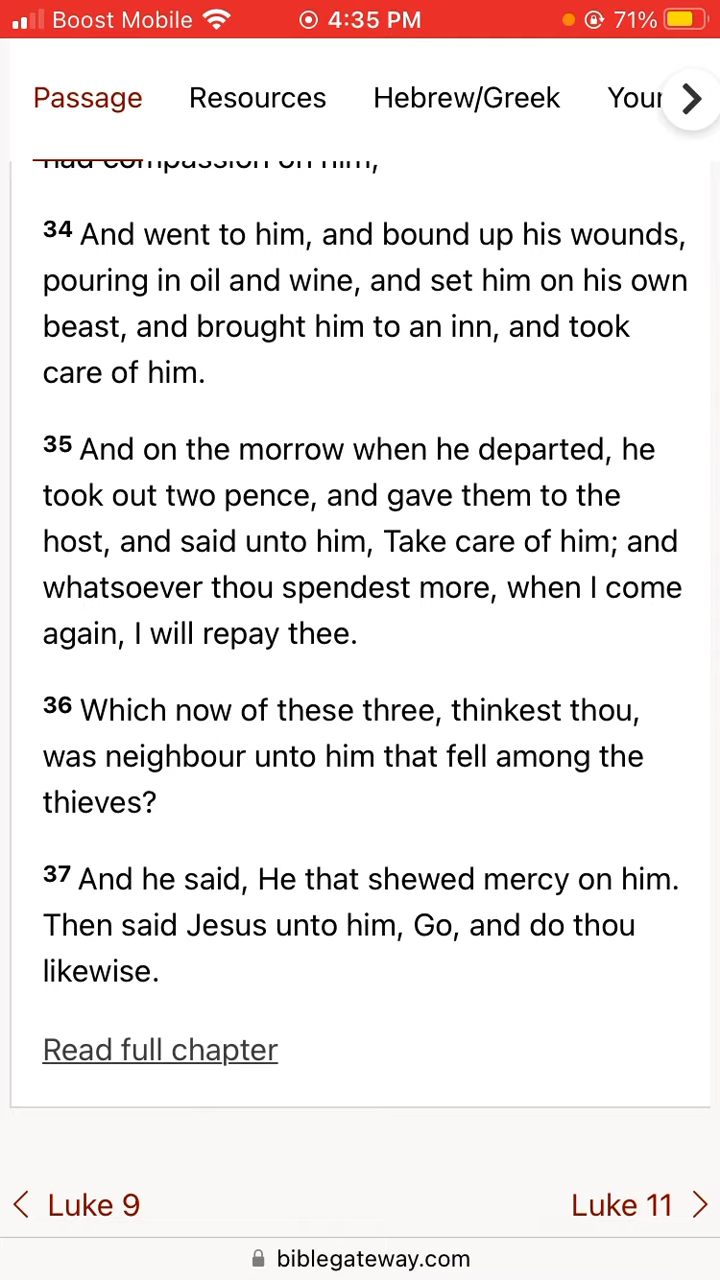 Boost Mobile 4:35 PM 71%
Passage Resources Hebrew/Greek Your
had compassion on him,
34 And went to him, and bound up his wounds,
pouring in oil and wine, and set him on his own
beast, and brought him to an inn, and took
care of him.
35 And on the morrow when he departed, he
took out two pence, and gave them to the
host, and said unto him, Take care of him; and
whatsoever thou spendest more, when I come
again, I will repay thee.
36 Which now of these three, thinkest thou,
was neighbour unto him that fell among the
thieves?
37 And he said, He that shewed mercy on him.
Then said Jesus unto him, Go, and do thou
likewise.
Read full chapter
Luke 9 Luke 11
biblegateway.com